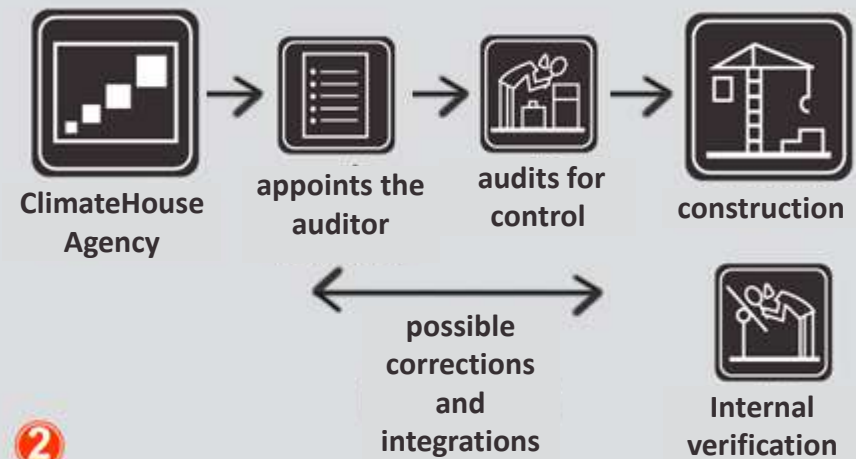 ClimateHouse
Agency
appoints the
auditor
audits for
control
construction
possible
corrections
and
integrations
Internal
verification
2